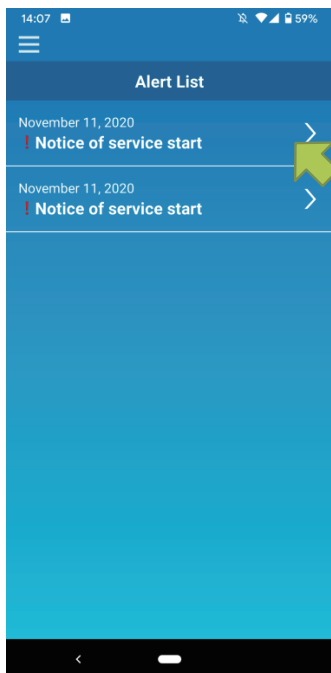 14:07 59%
Alert List
November 11, 2020
! Notice of service start
November 11, 2020
! Notice of service start